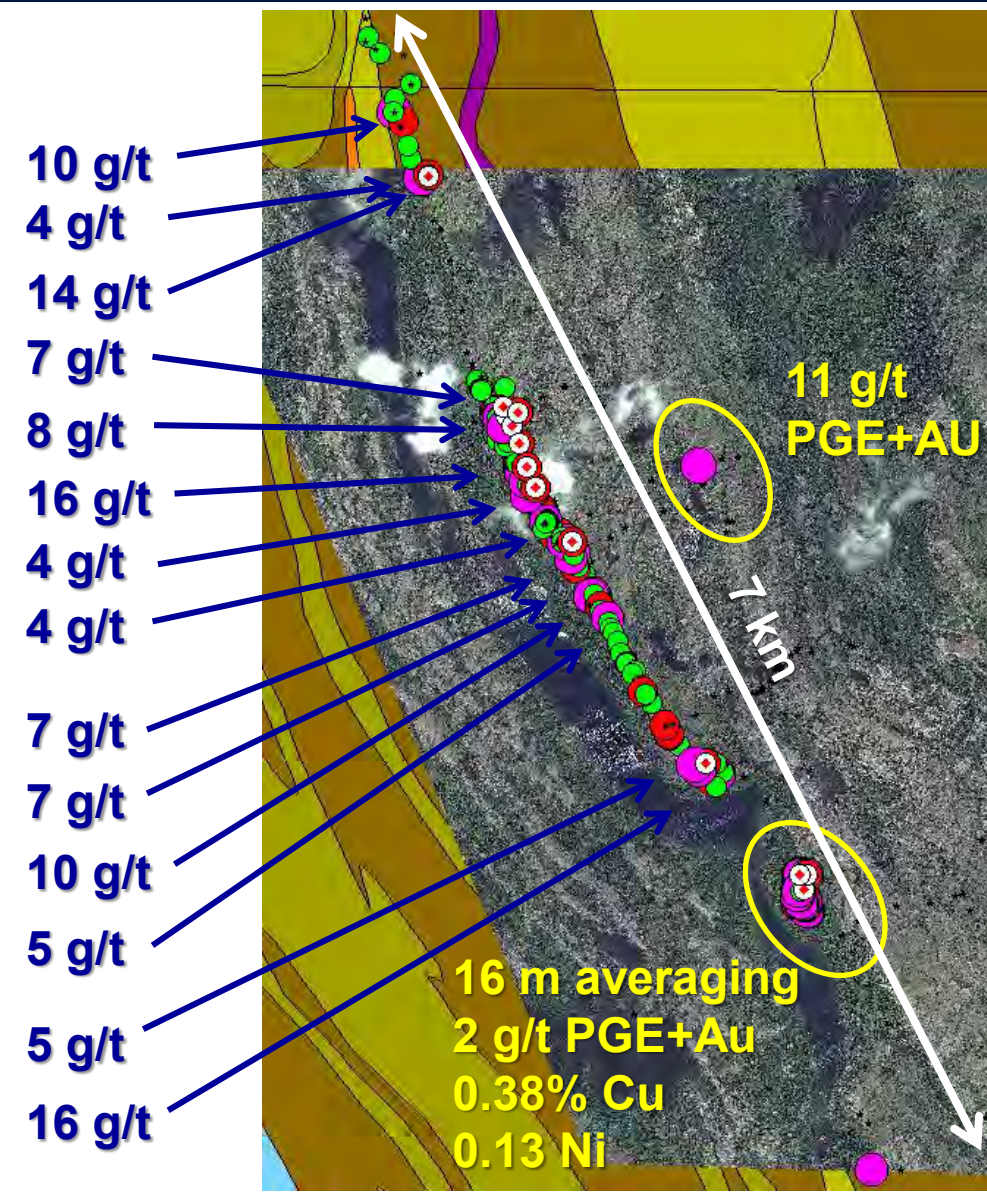 10 g/t
4 g/t
14 g/t
7 g/t
8 g/t
16 g/t
4 g/t
4 g/t
7 g/t
7 g/t
10 g/t
5 g/t
5 g/t
16 g/t
11 g/t
PGE+AU
7 km
16 m averaging
2 g/t PGE+Au
0.38% Cu
0.13 Ni